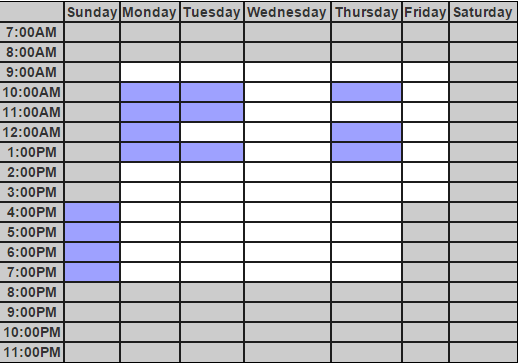 Sunday Monday Tuesday Wednesday Thursday Friday Saturday
7:00AM
8:00AM
9:00AM
10:00AM
11:00AM
12:00AM
1:00PM
2:00PM
3:00PM
4:00PM
5:00PM
6:00PM
7:00PM
8:00PM
9:00PM
10:00PM
11:00PM